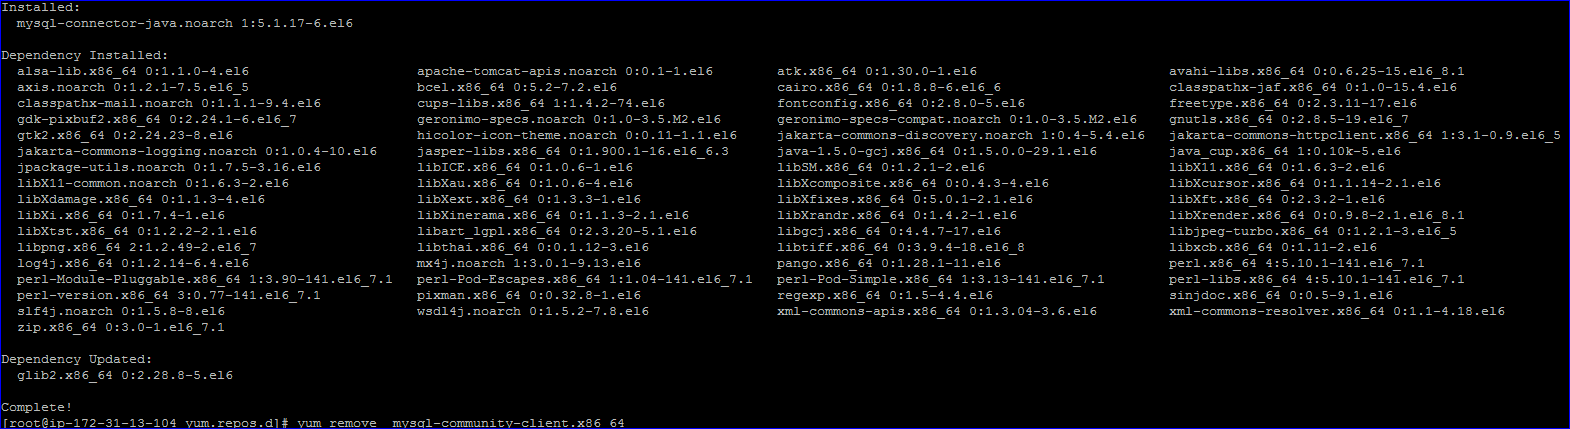 Installed:
  mysql-connector-java.noarch 1:5.1.17-6.el6

Dependency Installed:
  alsa-lib.x86_64 0:1.1.0-4.el6                     apache-tomcat-apis.noarch 0:0.1-1.el6        atk.x86_64 0:1.30.0-1.el6                        avahi-libs.x86_64 0:0.6.25-15.el6_8.1
  axis.noarch 0:1.2.1-7.5.el6_5                     bcel.x86_64 0:5.2-7.2.el6                    cairo.x86_64 0:1.8.8-6.el6_6                     classpathx-jaf.x86_64 0:1.0-15.4.el6
  classpathx-mail.noarch 0:1.1.1-9.4.el6            cups-libs.x86_64 1:1.4.2-74.el6              fontconfig.x86_64 0:2.8.0-5.el6                  freetype.x86_64 0:2.3.11-17.el6
  gdk-pixbuf2.x86_64 0:2.24.1-6.el6_7               geronimo-specs.noarch 0:1.0-3.5.M2.el6       geronimo-specs-compat.noarch 0:1.0-3.5.M2.el6    gnutls.x86_64 0:2.8.5-19.el6_7
  gtk2.x86_64 0:2.24.23-8.el6                       hicolor-icon-theme.noarch 0:0.11-1.1.el6     jakarta-commons-discovery.noarch 1:0.4-5.4.el6   jakarta-commons-httpclient.x86_64 1:3.1-0.9.el6_5
  jakarta-commons-logging.noarch 0:1.0.4-10.el6     jasper-libs.x86_64 0:1.900.1-16.el6_6.3      java-1.5.0-gcj.x86_64 0:1.5.0.0-29.1.el6         java_cup.x86_64 1:0.10k-5.el6
  jpackage-utils.noarch 0:1.7.5-3.16.el6            libICE.x86_64 0:1.0.6-1.el6                  libSM.x86_64 0:1.2.1-2.el6                       libX11.x86_64 0:1.6.3-2.el6
  libX11-common.noarch 0:1.6.3-2.el6                libXau.x86_64 0:1.0.6-4.el6                  libXcomposite.x86_64 0:0.4.3-4.el6               libXcursor.x86_64 0:1.1.14-2.1.el6
  libXdamage.x86_64 0:1.1.3-4.el6                   libXext.x86_64 0:1.3.3-1.el6                 libXfixes.x86_64 0:5.0.1-2.1.el6                 libXft.x86_64 0:2.3.2-1.el6
  libXi.x86_64 0:1.7.4-1.el6                        libXinerama.x86_64 0:1.1.3-2.1.el6           libXrandr.x86_64 0:1.4.2-1.el6                   libXrender.x86_64 0:0.9.8-2.1.el6_8.1
  libXtst.x86_64 0:1.2.2-2.1.el6                    libart_lgpl.x86_64 0:2.3.20-5.1.el6          libgcj.x86_64 0:4.4.7-17.el6                     libjpeg-turbo.x86_64 0:1.2.1-3.el6_5
  libpng.x86_64 2:1.2.49-2.el6_7                    libthai.x86_64 0:0.1.12-3.el6                libtiff.x86_64 0:3.9.4-18.el6_8                  libxcb.x86_64 0:1.11-2.el6
  log4j.x86_64 0:1.2.14-6.4.el6                     mx4j.noarch 1:3.0.1-9.13.el6                 pango.x86_64 0:1.28.1-11.el6                     perl.x86_64 4:5.10.1-141.el6_7.1
  perl-Module-Pluggable.x86_64 1:3.90-141.el6_7.1   perl-Pod-Escapes.x86_64 1:1.04-141.el6_7.1   perl-Pod-Simple.x86_64 1:3.13-141.el6_7.1        perl-libs.x86_64 4:5.10.1-141.el6_7.1
  perl-version.x86_64 3:0.77-141.el6_7.1            pixman.x86_64 0:0.32.8-1.el6                 regexp.x86_64 0:1.5-4.4.el6                      sinjdoc.x86_64 0:0.5-9.1.el6
  slf4j.noarch 0:1.5.8-8.el6                        wsdl4j.noarch 0:1.5.2-7.8.el6                xml-commons-apis.x86_64 0:1.3.04-3.6.el6         xml-commons-resolver.x86_64 0:1.1-4.18.el6
  zip.x86_64 0:3.0-1.el6_7.1

Dependency Updated:
  glib2.x86_64 0:2.28.8-5.el6

Complete!
[root@ip-172-31-13-104 yum.repos.d]# yum remove  mysql-community-client.x86_64